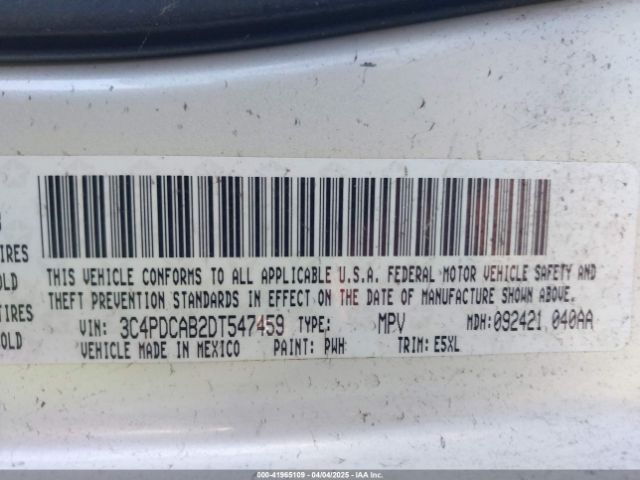 IRES
OLD
THIS VEHICLE CONFORMS TO ALL APPLICABLE U.S.A. FEDERAL MOTOR VEHICLE SAFETY AND
THEFT PREVENTION STANDARDS IN EFFECT ON THE DATE OF MANUFACTURE SHOWN ABOVE.
IRES
VIN: 3C4PDCAB2DT547459 TYPE: MPV MDH: 092421 040AA
OLD
VEHICLE MADE IN MEXICO PAINT: PWH TRIM: E5XL
000-41965109 - 04/04/2025 - IAAI, Inc.